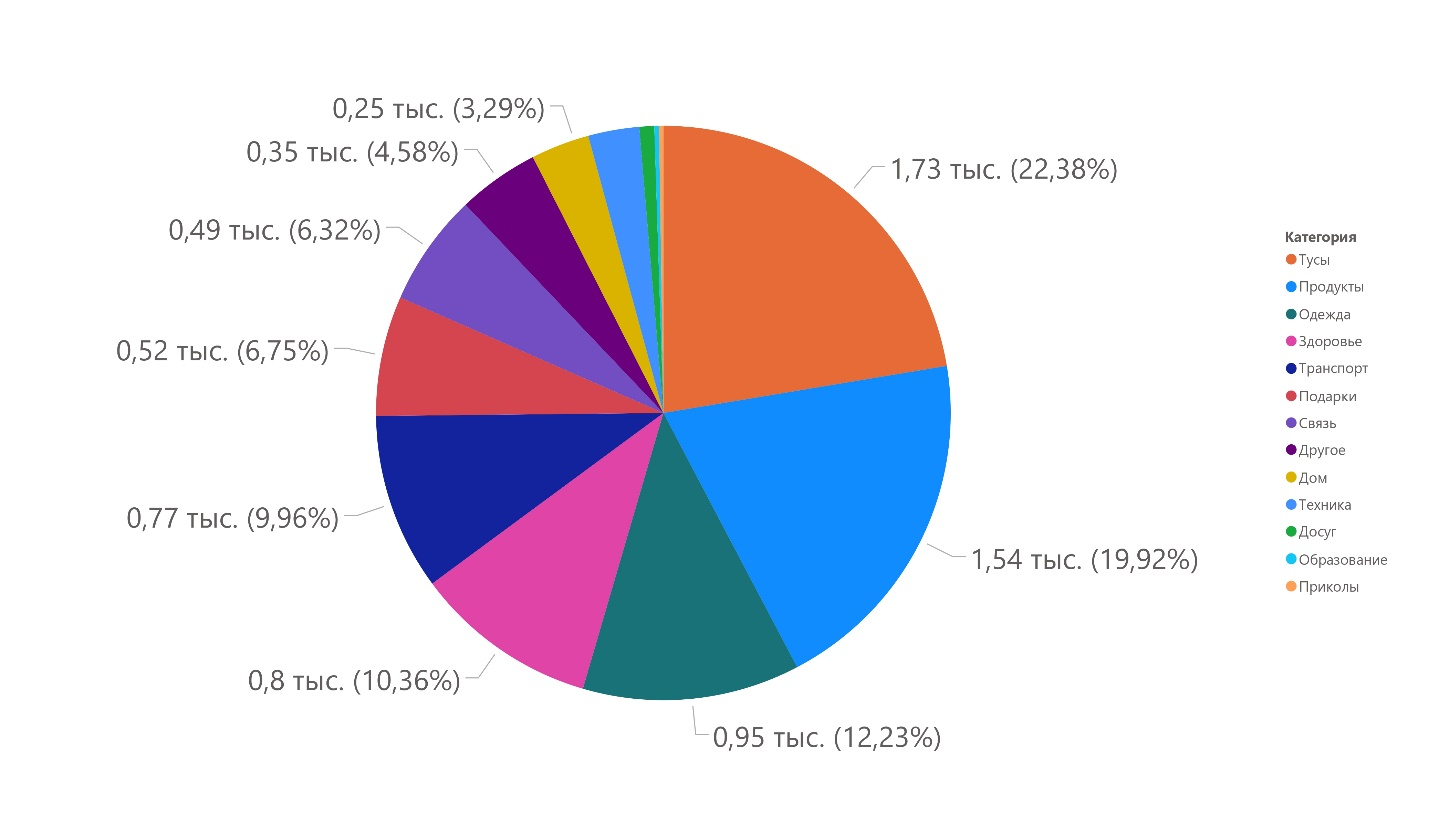 0,25 тыс. (3,29%)
0,35 тыс. (4,58%)
1,73 тыс. (22,38%)
0,49 тыс. (6,32%)
0,52 тыс. (6,75%)
0,77 тыс. (9,96%)
1,54 тыс. (19,92%)
0,8 тыс. (10,36%)
0,95 тыс. (12,23%)
Категория
Тусы
Продукты
Одежда
Здоровье
Транспорт
Подарки
Связь
Другое
Дом
Техника
Досуг
Образование
Приколы